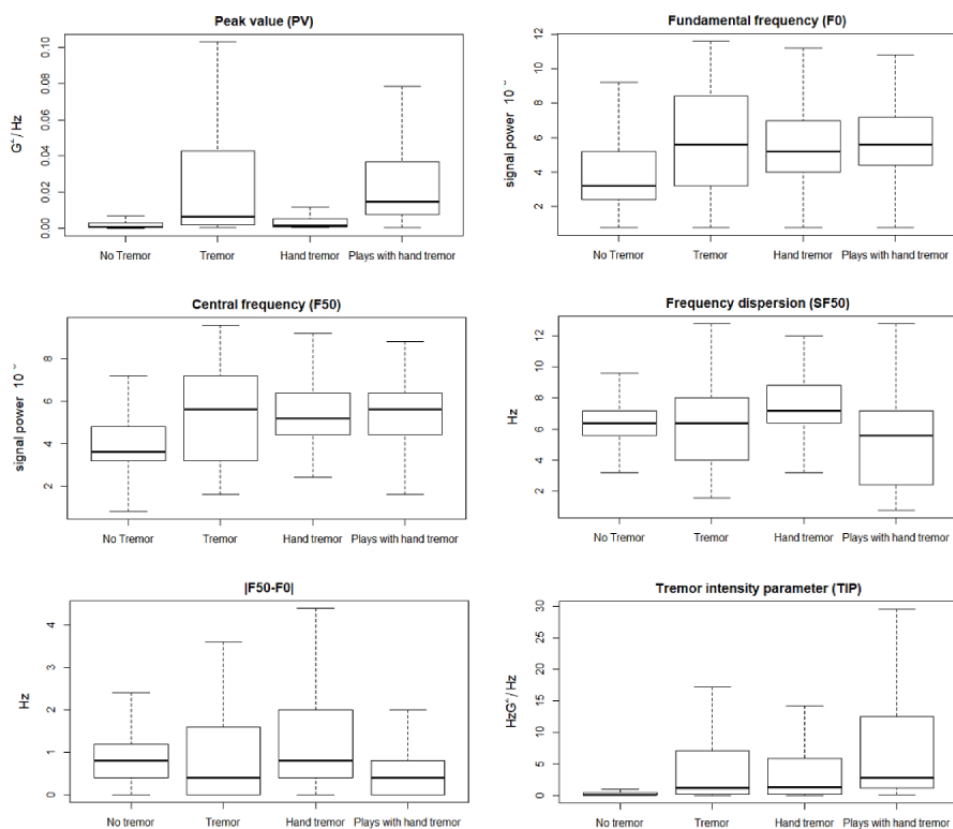 Peak value (PV)
G²/Hz
0.00 0.02 0.04 0.06 0.08 0.10
No Tremor Tremor Hand tremor Plays with hand tremor
Fundamental frequency (F0)
signal power 10
2 4 6 8 10 12
No Tremor Tremor Hand tremor Plays with hand tremor
Central frequency (F50)
signal power 10
2 4 6 8
No Tremor Tremor Hand tremor Plays with hand tremor
Frequency dispersion (SF50)
Hz
2 4 6 8 10 12
No Tremor Tremor Hand tremor Plays with hand tremor
|F50-F0|
Hz
0 1 2 3 4
No tremor Tremor Hand tremor Plays with hand tremor
Tremor intensity parameter (TIP)
HzG²/Hz
0 5 10 15 20 25 30
No tremor Tremor Hand tremor Plays with hand tremor